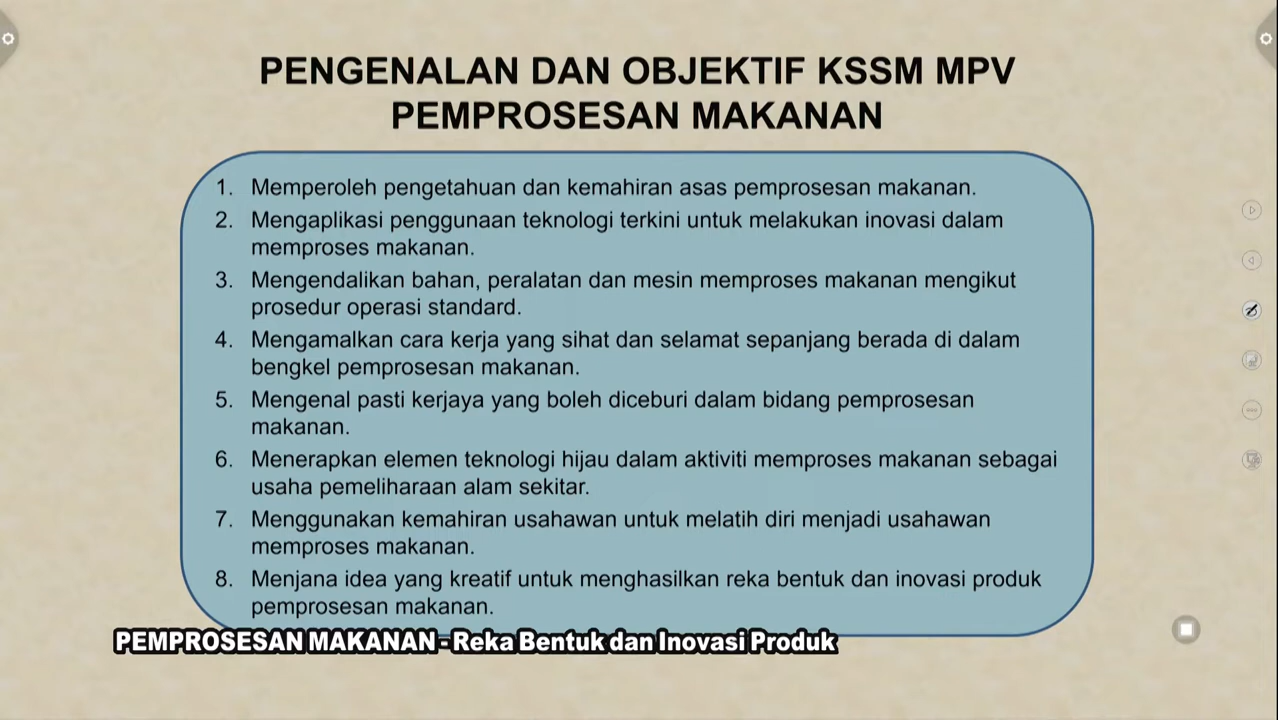 PENGENALAN DAN OBJEKTIF KSSM MPV
PEMPROSESAN MAKANAN
1. Memperoleh pengetahuan dan kemahiran asas pemprosesan makanan.
2. Mengaplikasi penggunaan teknologi terkini untuk melakukan inovasi dalam
memproses makanan.
3. Mengendalikan bahan, peralatan dan mesin memproses makanan mengikut
prosedur operasi standard.
4. Mengamalkan cara kerja yang sihat dan selamat sepanjang berada di dalam
bengkel pemprosesan makanan.
5. Mengenal pasti kerjaya yang boleh diceburi dalam bidang pemprosesan
makanan.
6. Menerapkan elemen teknologi hijau dalam aktiviti memproses makanan sebagai
usaha pemeliharaan alam sekitar.
7. Menggunakan kemahiran usahawan untuk melatih diri menjadi usahawan
memproses makanan.
8. Menjana idea yang kreatif untuk menghasilkan reka bentuk dan inovasi produk
pemprosesan makanan.
PEMPROSESAN MAKANAN - Reka Bentuk dan Inovasi Produk